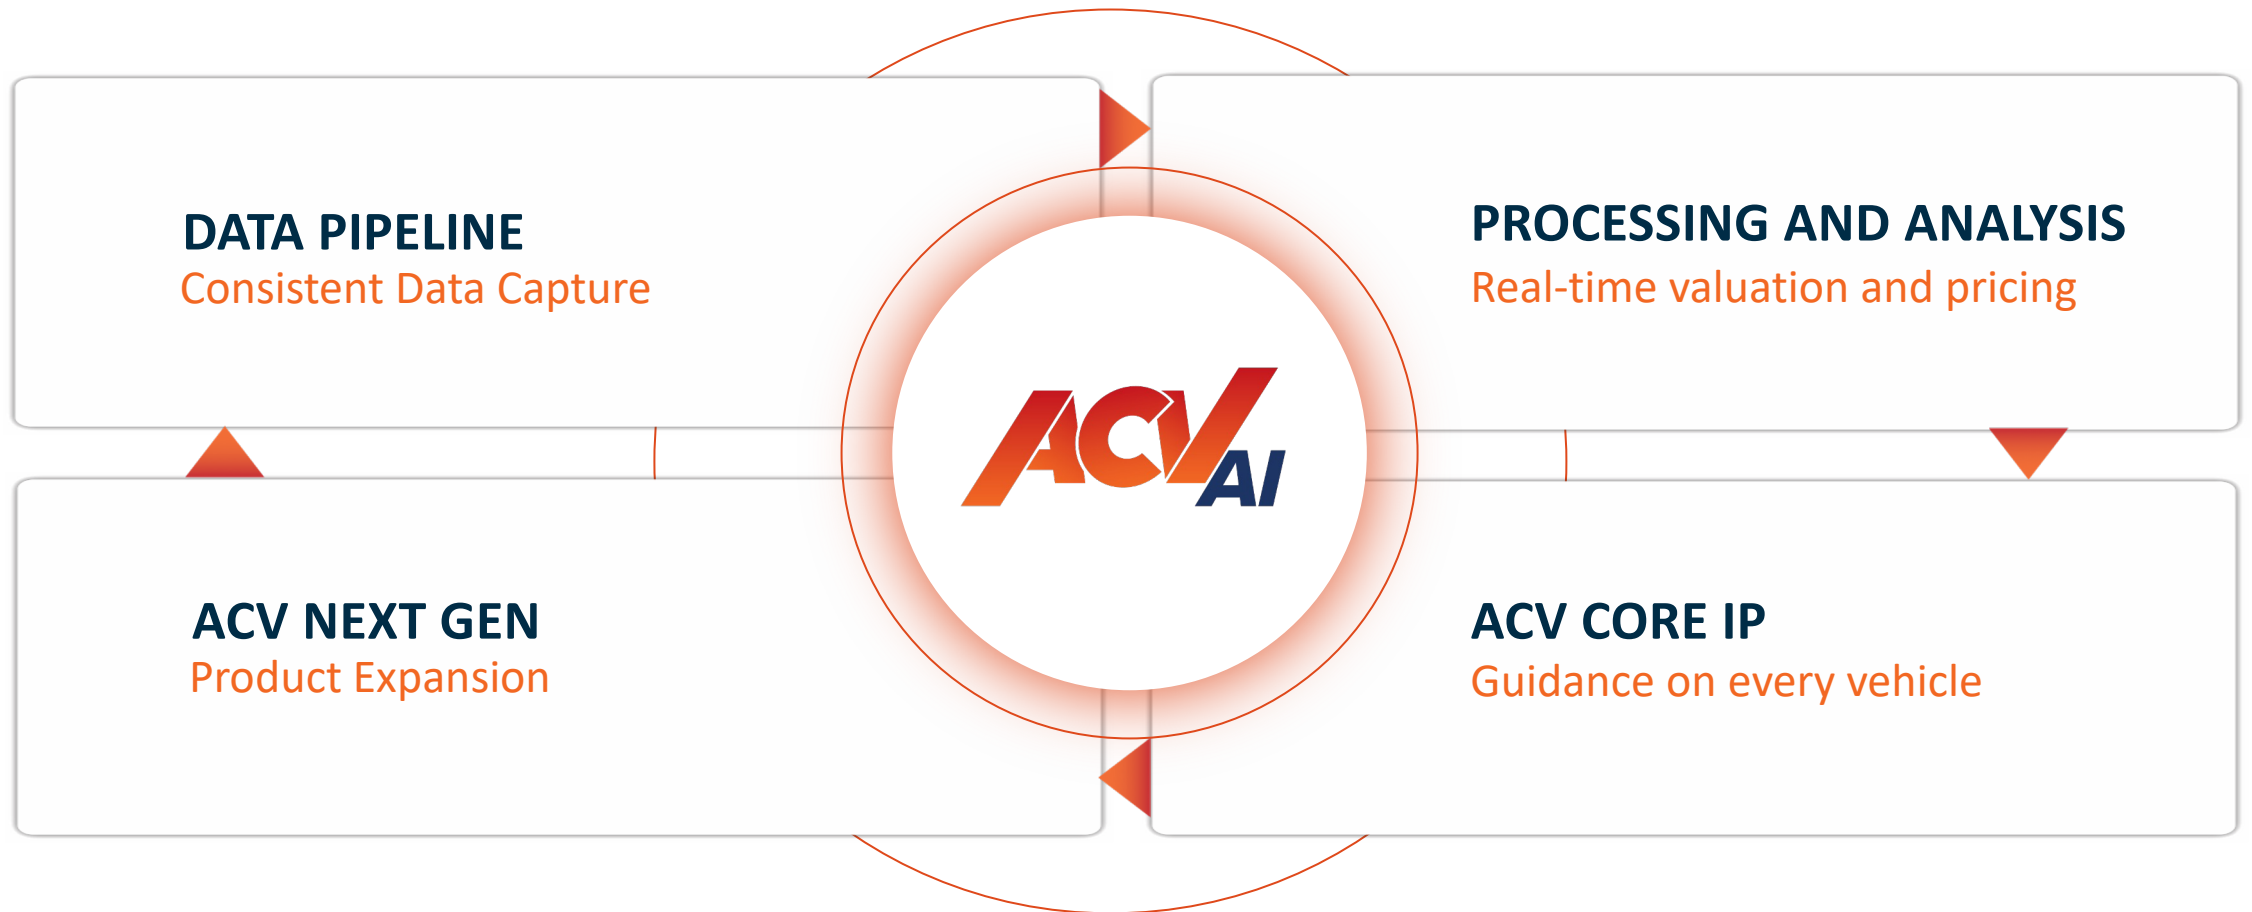 DATA PIPELINE
Consistent Data Capture
PROCESSING AND ANALYSIS
Real-time valuation and pricing
ACV AI
ACV NEXT GEN
Product Expansion
ACV CORE IP
Guidance on every vehicle